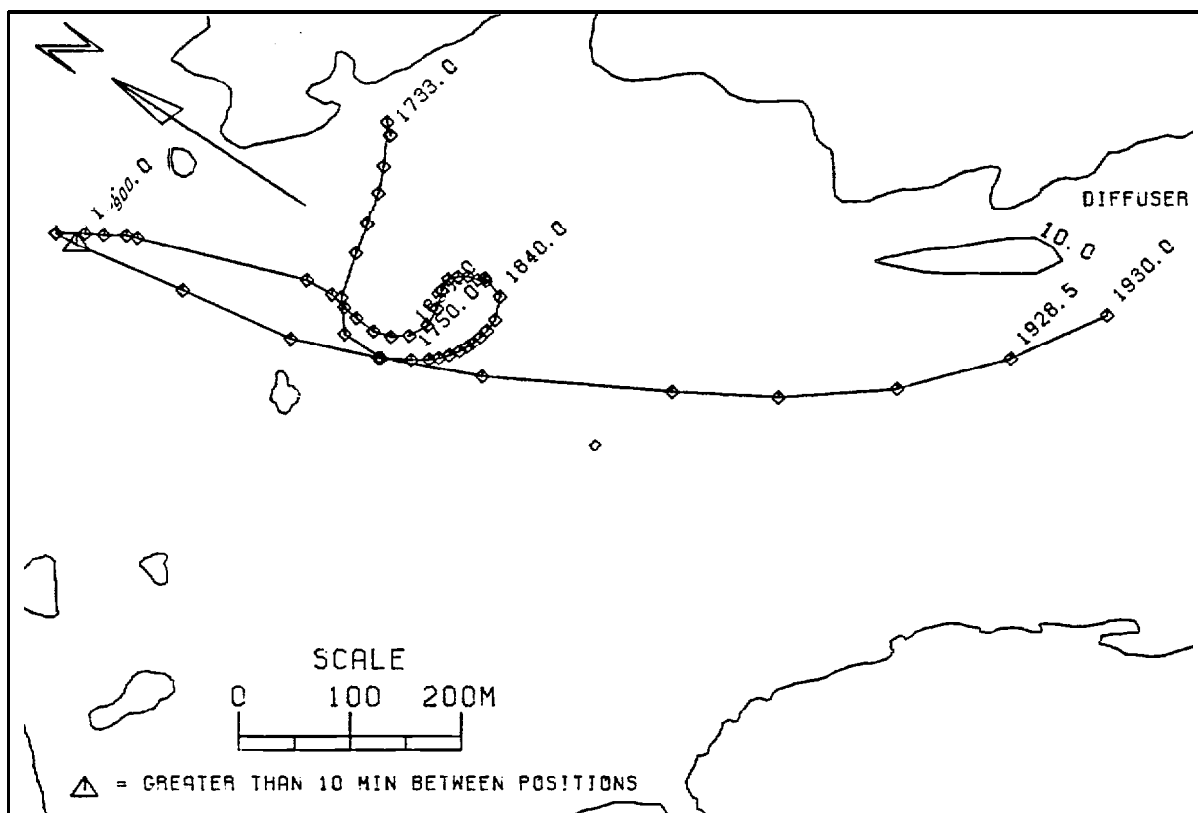 N
1733.0
1840.0
1750.0
DIFFUSER
10.0
1928.5
1930.0
SCALE
0 100 200M
= GREATER THAN 10 MIN BETWEEN POSITIONS